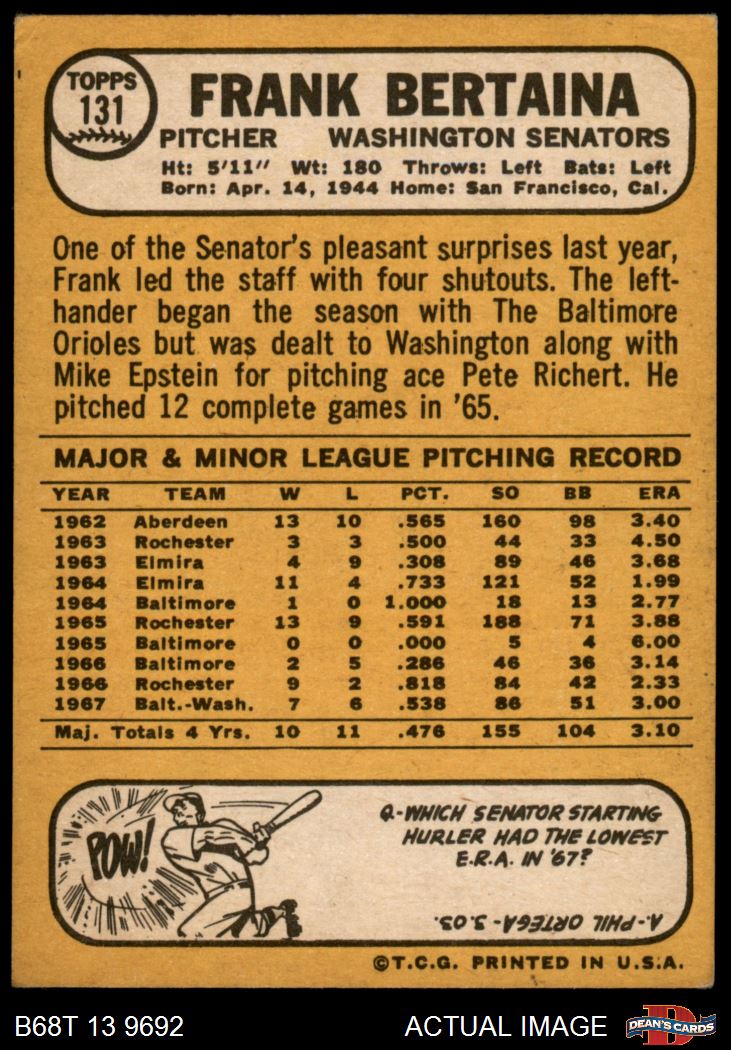 TOPPS
131
FRANK BERTAINA
PITCHER WASHINGTON SENATORS
Ht: 5'11" Wt: 180 Throws: Left Bats: Left
Born: Apr. 14, 1944 Home: San Francisco, Cal.
One of the Senator's pleasant surprises last year,
Frank led the staff with four shutouts. The left-
hander began the season with The Baltimore
Orioles but was dealt to Washington along with
Mike Epstein for pitching ace Pete Richert. He
pitched 12 complete games in '65.
MAJOR & MINOR LEAGUE PITCHING RECORD
YEAR TEAM W L PCT. SO BB ERA
1962 Aberdeen 13 10 .565 160 98 3.40
1963 Rochester 3 3 .500 44 33 4.50
1963 Elmira 4 9 .308 89 46 3.68
1964 Elmira 11 4 .733 121 52 1.99
1964 Baltimore 1 0 1.000 18 13 2.77
1965 Rochester 13 9 .591 188 71 3.88
1965 Baltimore 0 0 .000 5 4 6.00
1966 Baltimore 2 5 .286 46 36 3.14
1966 Rochester 9 2 .818 84 42 2.33
1967 Balt.-Wash. 7 6 .538 86 51 3.00
Maj. Totals 4 Yrs. 10 11 .476 155 104 3.10
POW!
Q-WHICH SENATOR STARTING
HURLER HAD THE LOWEST
E.R.A. IN '67?
A-PHIL ORTEGA-3.03.
©T.C.G. PRINTED IN U.S.A.
B68T 13 9692 ACTUAL IMAGE
D
DEAN'S CARDS